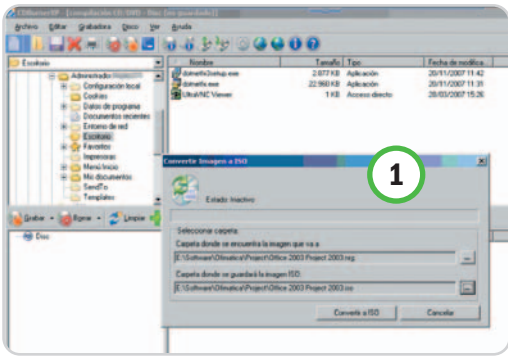 CDBurnerXP - [compilación CD/DVD - Disc (no guardado)]
Archivo Editar Grabadora Disco Ver Ayuda
Escritorio
Nombre Tamaño Tipo Fecha de modifica...
dotnetfx3setup.exe 2.877 KB Aplicación 20/11/2007 11:42
dotnetfx.exe 22.960 KB Aplicación 20/11/2007 11:31
UltraVNC Viewer 1 KB Acceso directo 28/03/2007 15:26
Administrador
Configuración local
Cookies
Datos de programa
Documentos recientes
Entorno de red
Escritorio
Favoritos
Impresoras
Menú Inicio
Mis documentos
SendTo
Templates
Grabar Borrar Limpiar
Disc
Convertir Imagen a ISO
1
Estado: Inactivo
Seleccionar carpeta:
Carpeta donde se encuentra la imagen que va a
E:\Software\Ofimatica\Project\Office 2003 Project 2003.nrg
...
Carpeta donde se guardará la imagen ISO:
E:\Software\Ofimatica\Project\Office 2003 Project 2003.iso
...
Convertir a ISO Cancelar